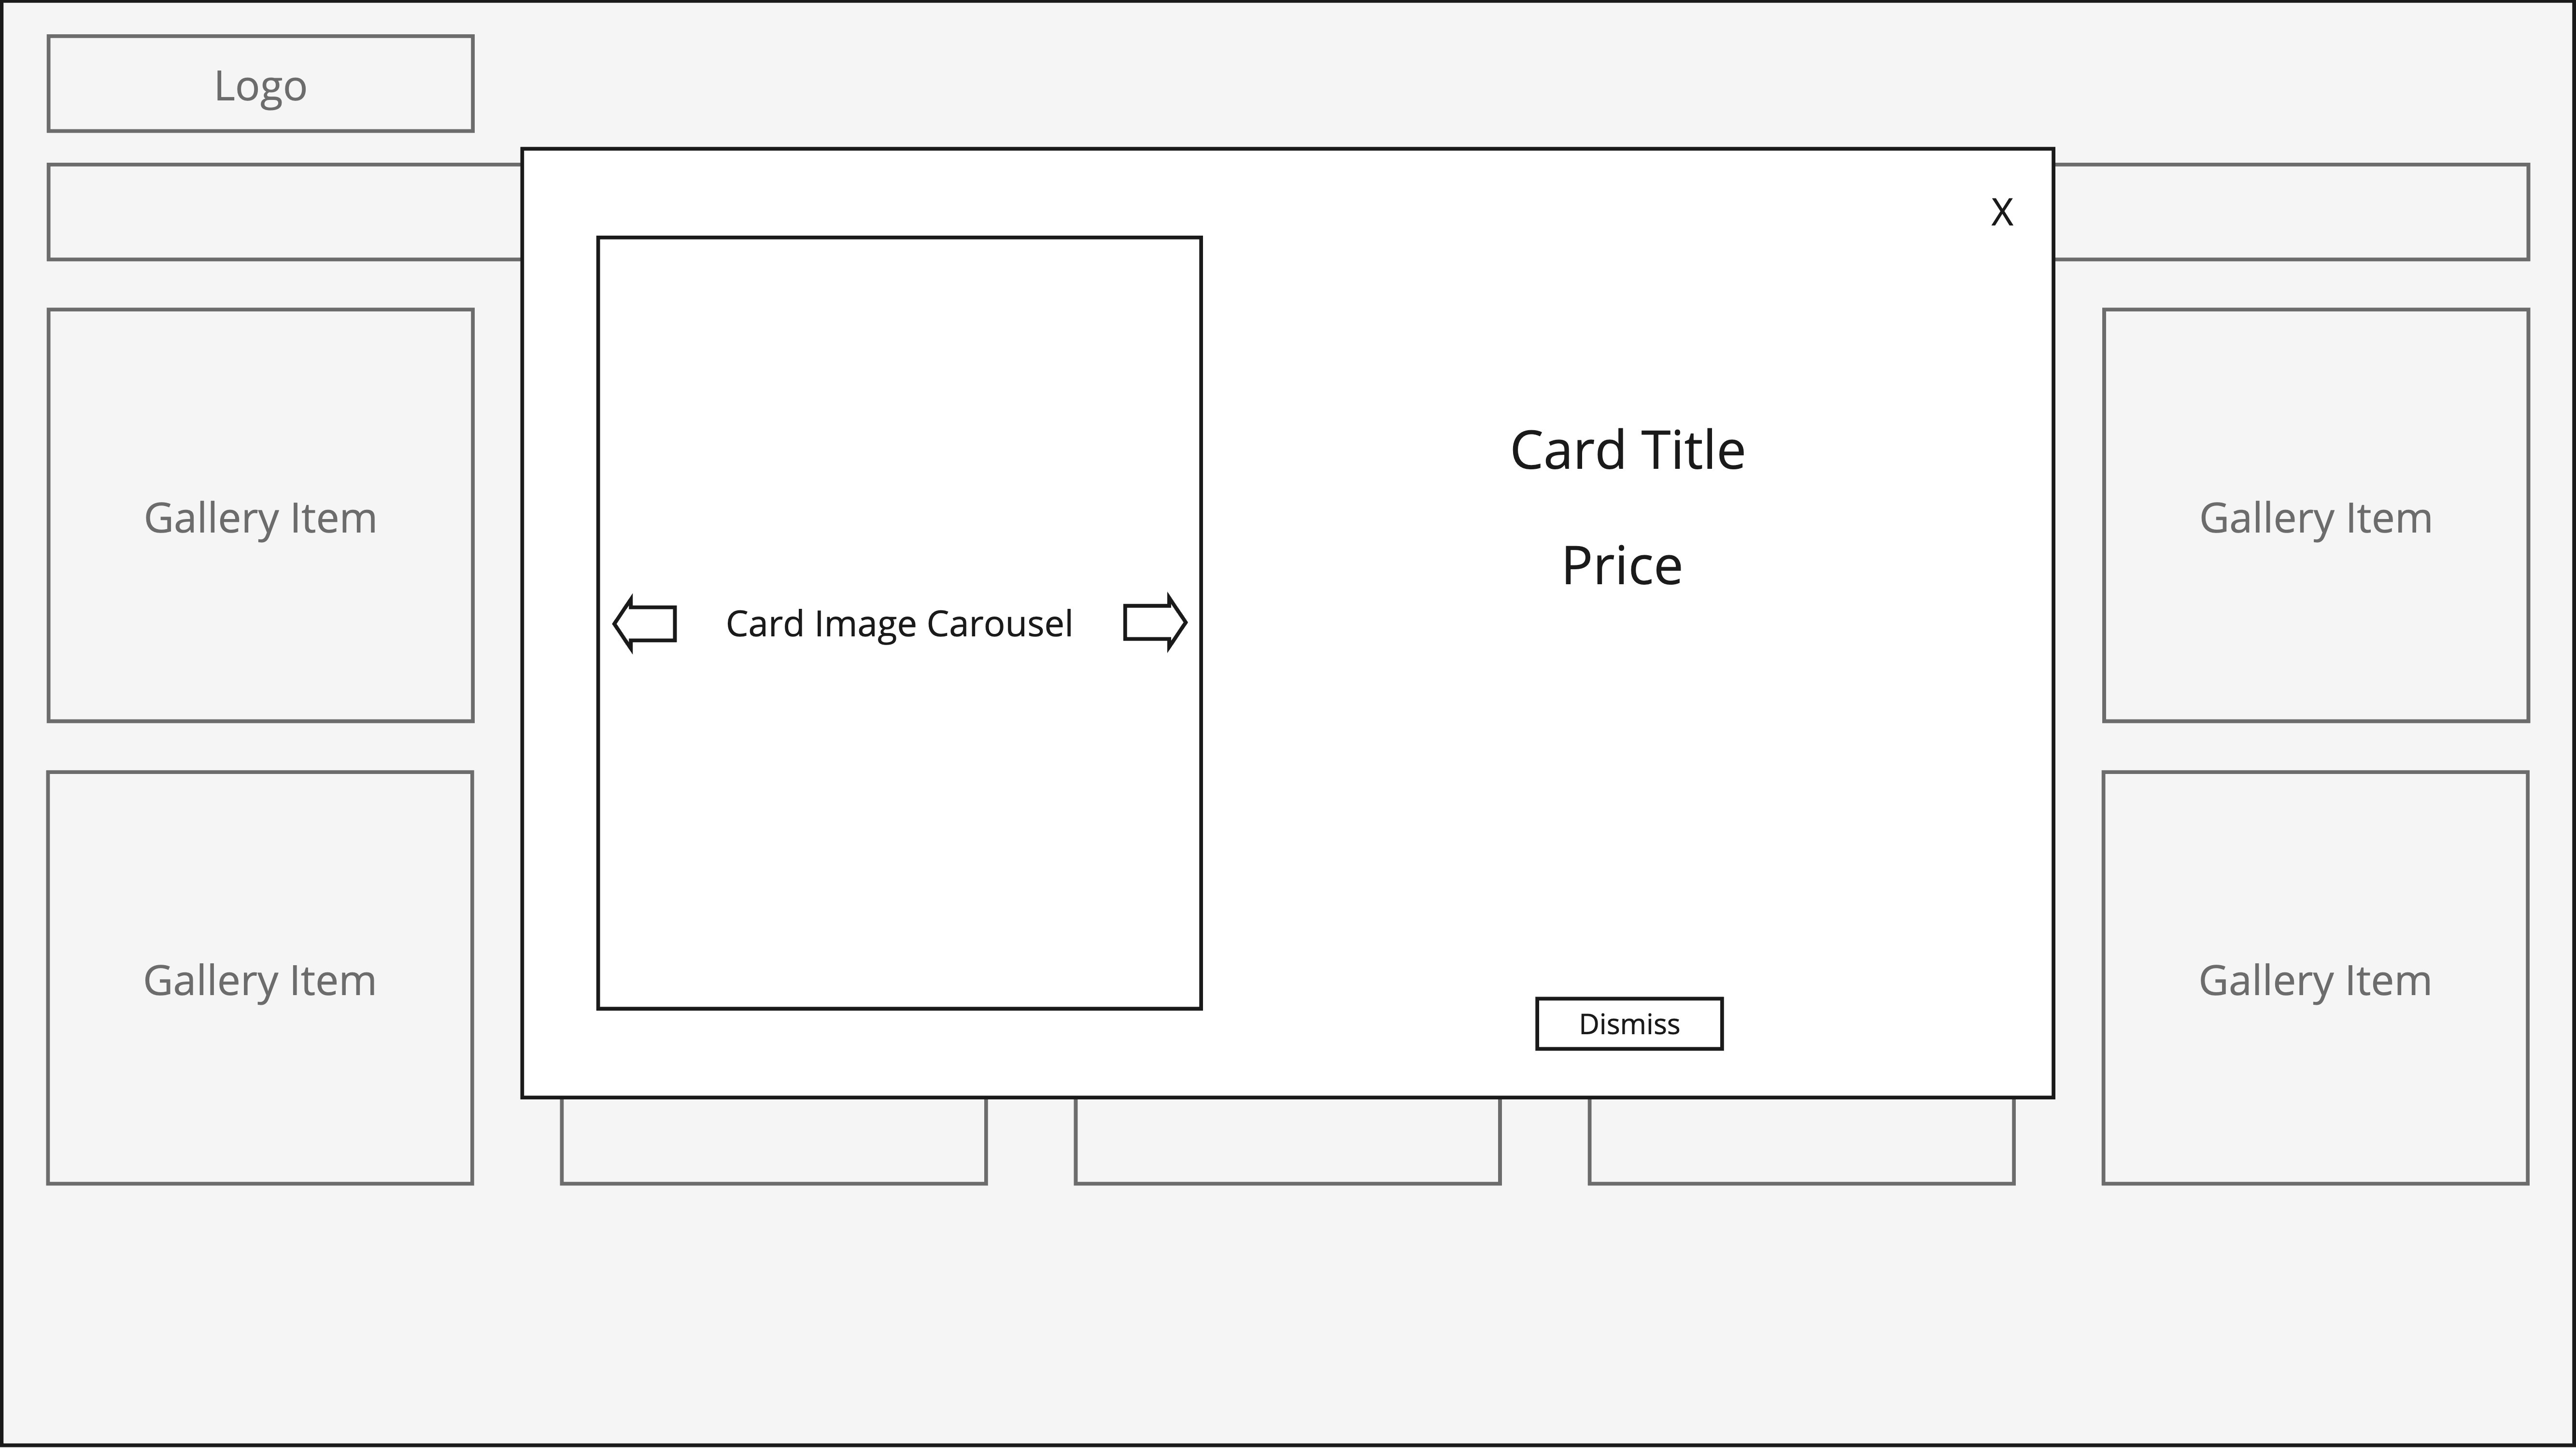 Logo
X
Card Title
Gallery Item
Gallery Item
Price
Card Image Carousel
Gallery Item
Gallery Item
Dismiss